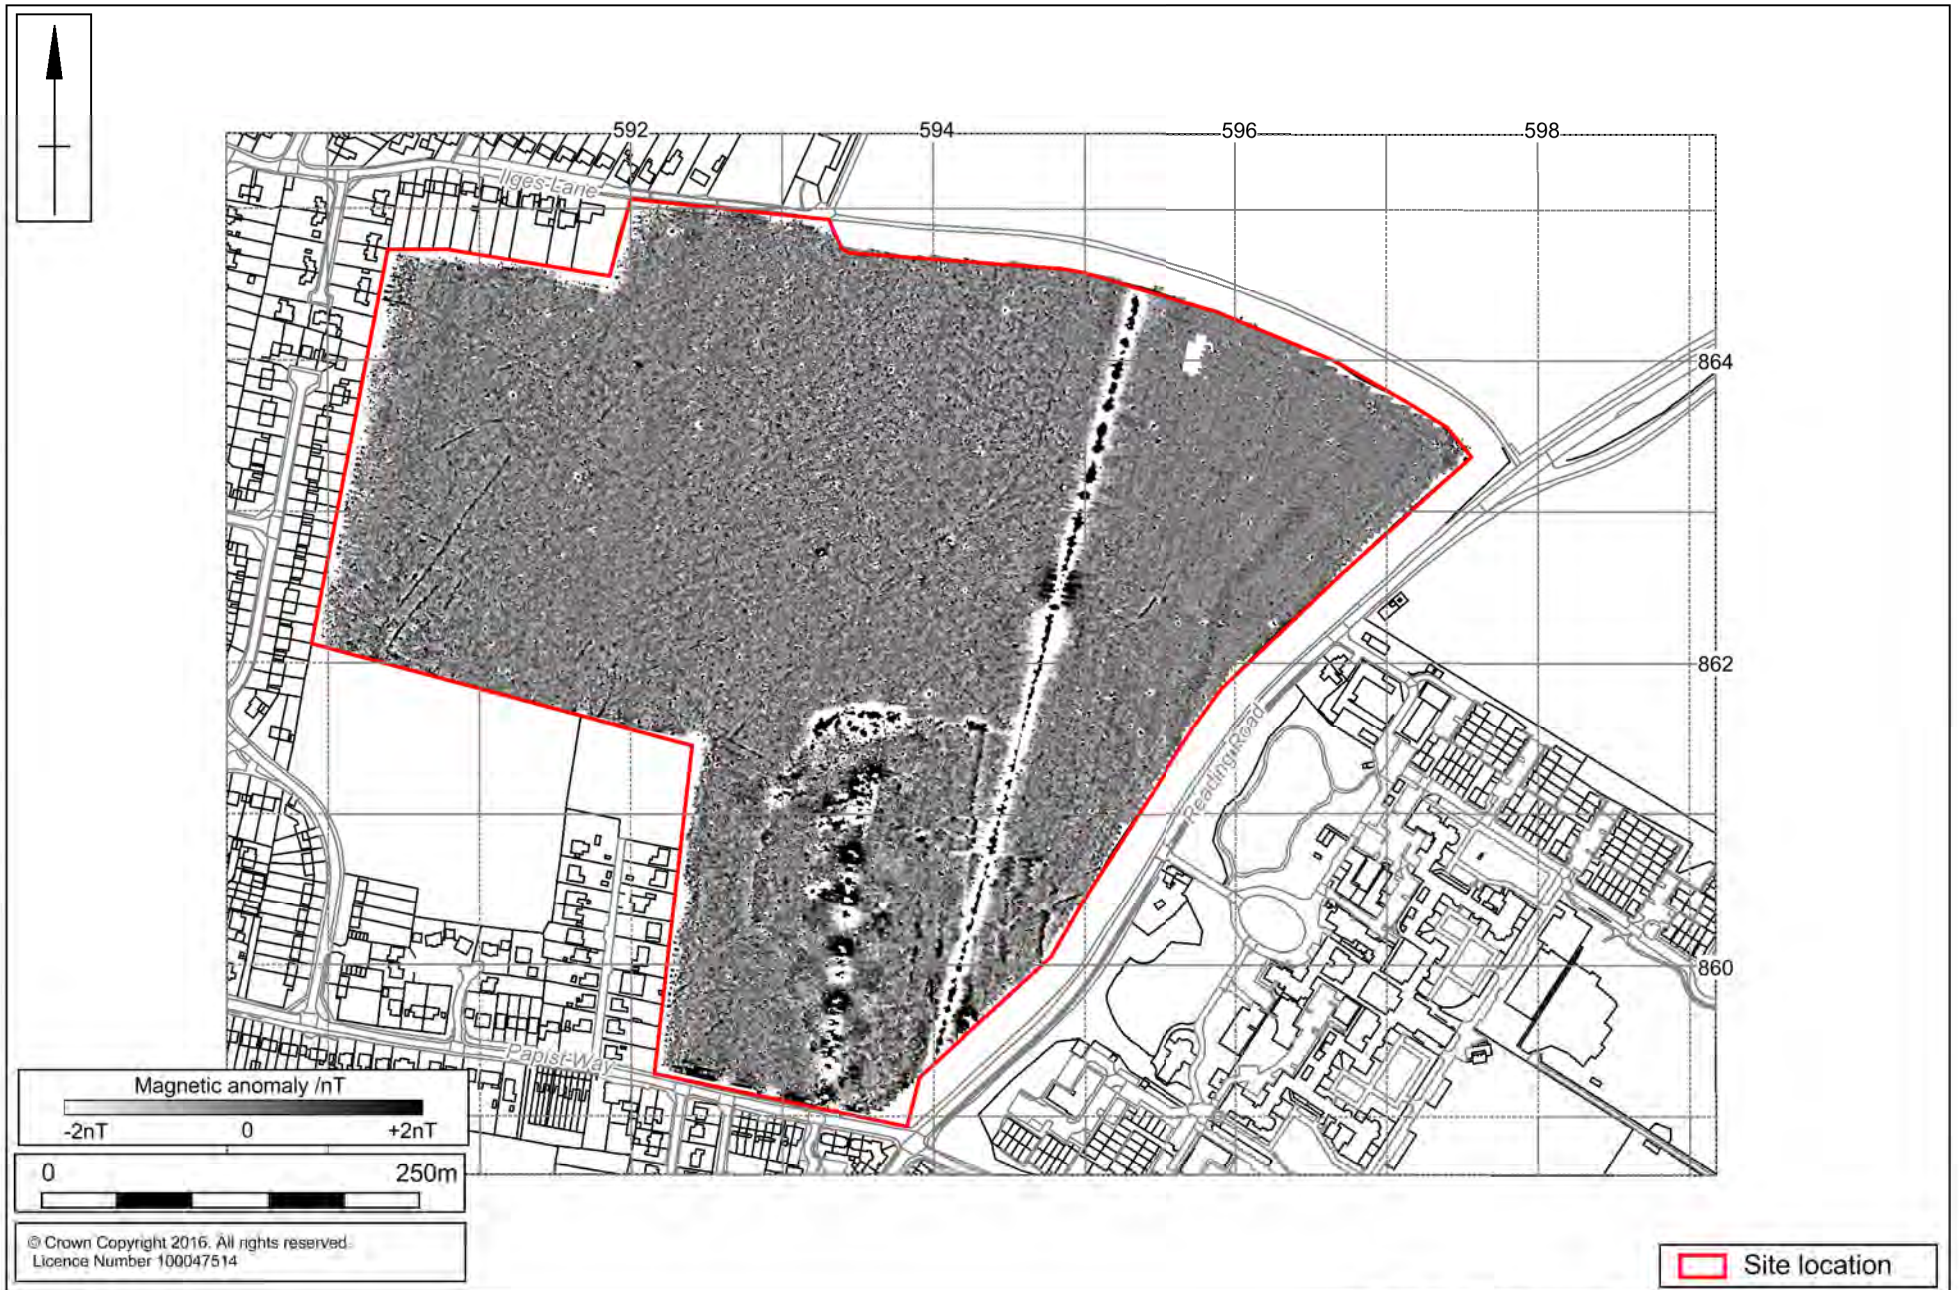 592
594
596
598
Ilges Lane
864
862
Reading Road
860
Papist Way
Magnetic anomaly /nT
-2nT 0 +2nT
0 250m
© Crown Copyright 2016. All rights reserved.
Licence Number 100047514
Site location